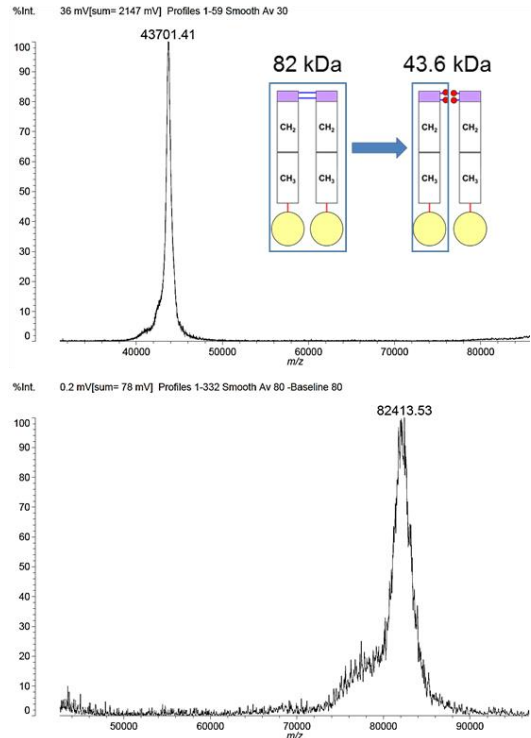 %Int. 36 mV[sum= 2147 mV] Profiles 1-59 Smooth Av 30
43701.41
100
90
80
70
60
50
40
30
20
10
0
40000 50000 60000 70000 80000
m/z
82 kDa 43.6 kDa
CH2 CH2 CH2 CH2
CH3 CH3 CH3 CH3
%Int. 0.2 mV[sum= 78 mV] Profiles 1-332 Smooth Av 80 -Baseline 80
82413.53
100
90
80
70
60
50
40
30
20
10
0
50000 60000 70000 80000 90000
m/z